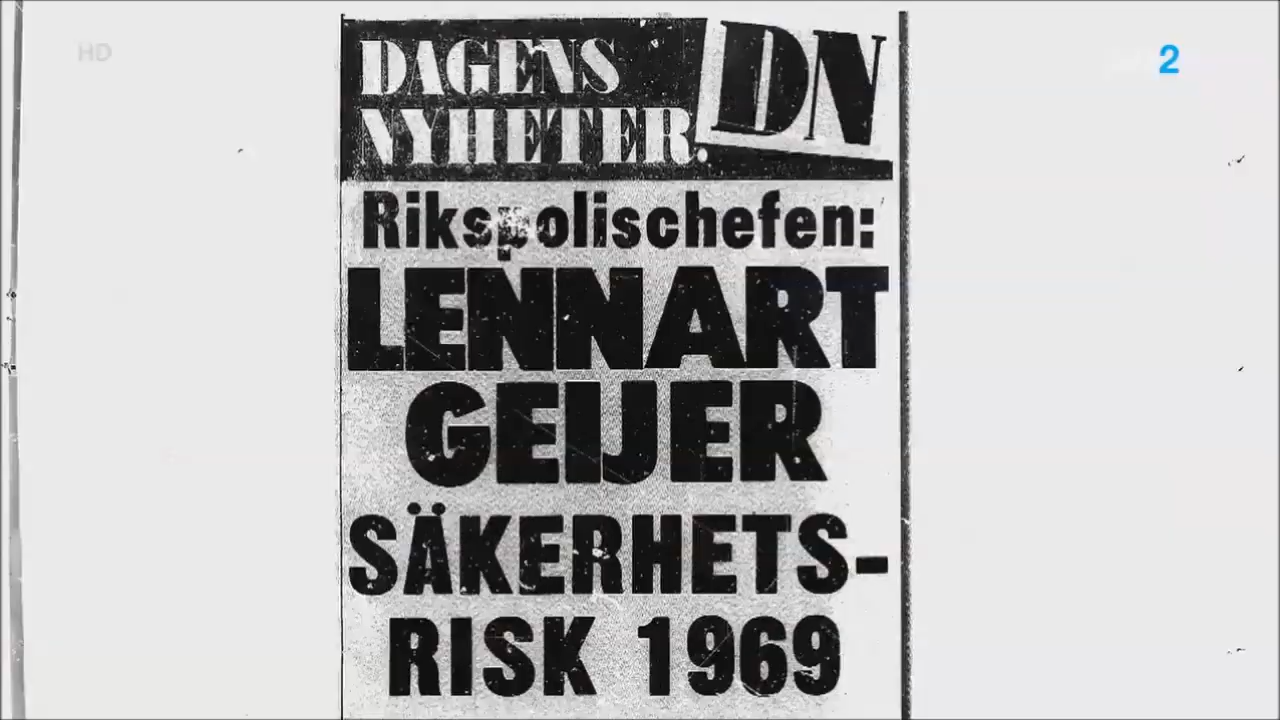 HD
2
DAGENS
NYHETER.
DN
Rikspolischefen:
LENNART
GEIJER
SÄKERHETS-
RISK 1969